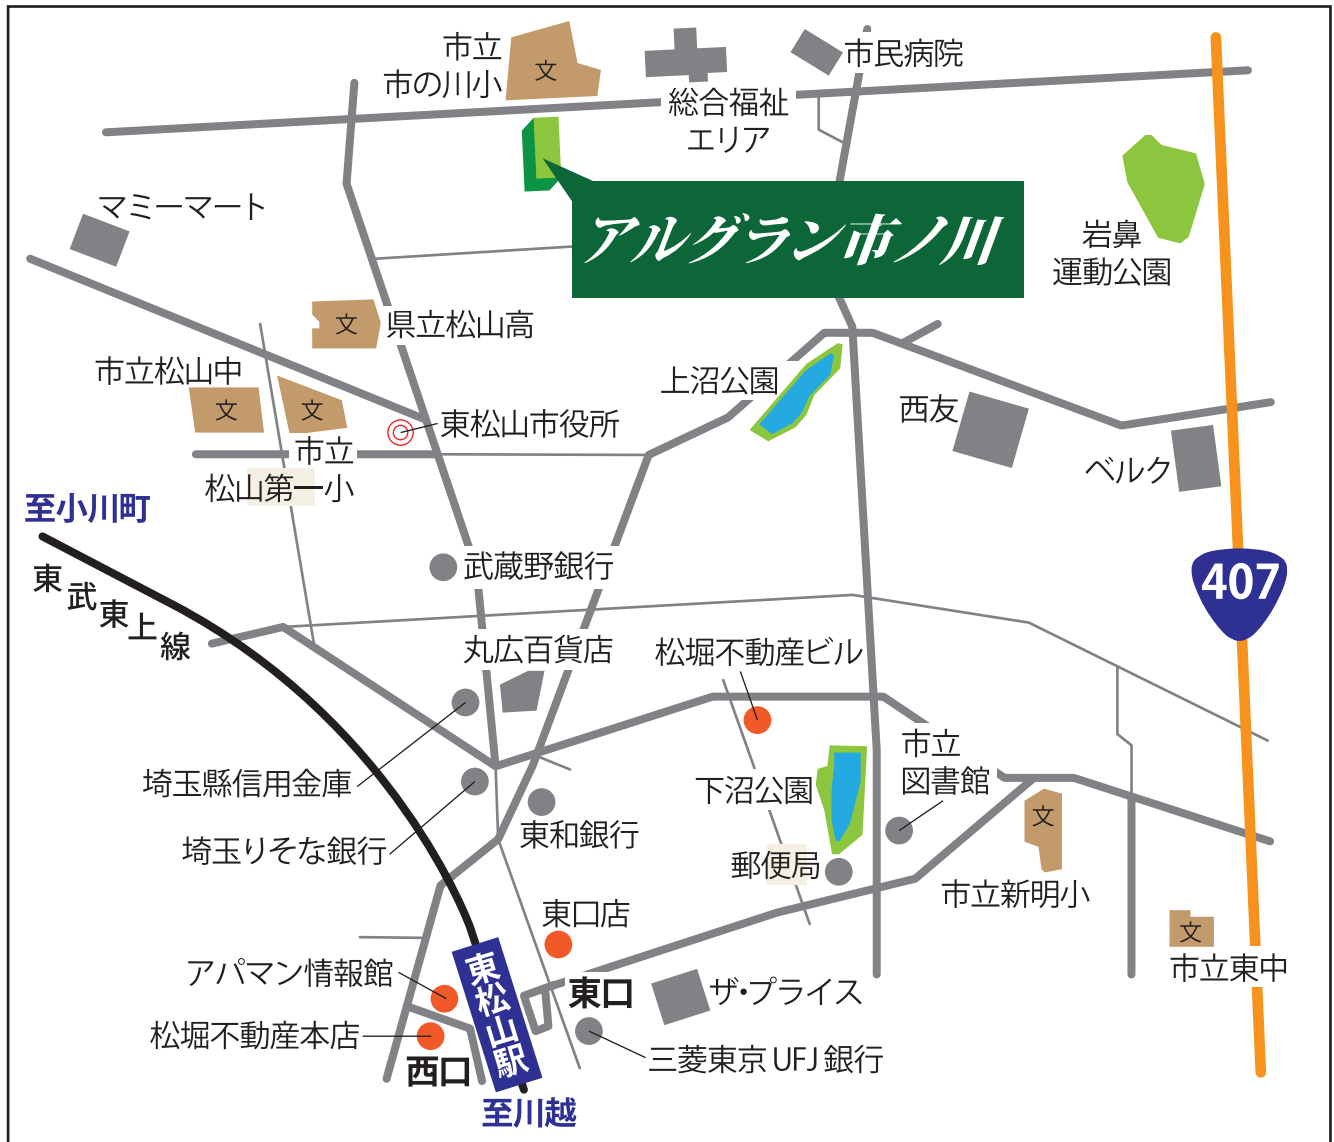 市立
市の川小
文
総合福祉
エリア
市民病院
マミーマート
アルグラン市ノ川
岩鼻
運動公園
文
県立松山高
市立松山中
文
文
市立
松山第一小
東松山市役所
上沼公園
西友
ベルク
至小川町
東武東上線
武蔵野銀行
407
丸広百貨店
松堀不動産ビル
市立
図書館
埼玉縣信用金庫
下沼公園
埼玉りそな銀行
東和銀行
文
郵便局
市立新明小
東口店
文
市立東中
アパマン情報館
東松山駅
東口
ザ・プライス
松堀不動産本店
西口
三菱東京UFJ銀行
至川越